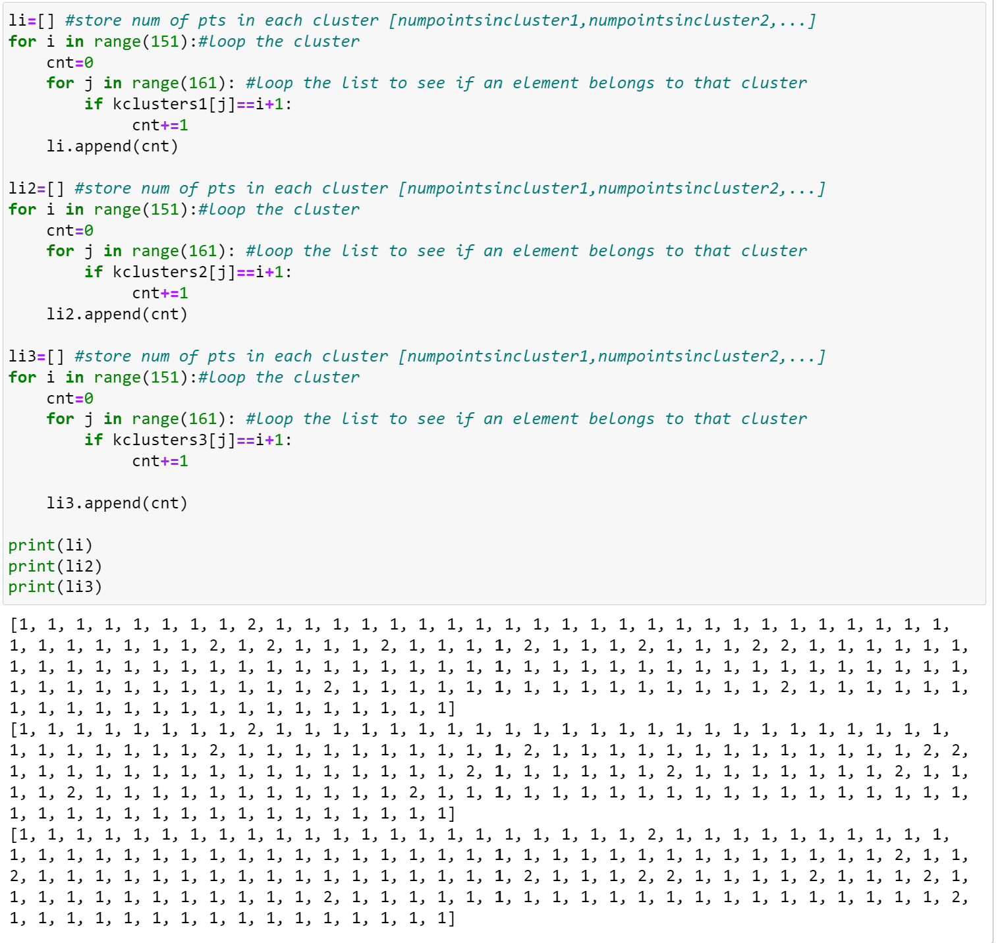 li=[] #store num of pts in each cluster [numpointsincluster1,numpointsincluster2,...]
for i in range(151):#loop the cluster
    cnt=0
    for j in range(161): #loop the list to see if an element belongs to that cluster
        if kclusters1[j]==i+1:
             cnt+=1
    li.append(cnt)

li2=[] #store num of pts in each cluster [numpointsincluster1,numpointsincluster2,...]
for i in range(151):#loop the cluster
    cnt=0
    for j in range(161): #loop the list to see if an element belongs to that cluster
        if kclusters2[j]==i+1:
             cnt+=1
    li2.append(cnt)

li3=[] #store num of pts in each cluster [numpointsincluster1,numpointsincluster2,...]
for i in range(151):#loop the cluster
    cnt=0
    for j in range(161): #loop the list to see if an element belongs to that cluster
        if kclusters3[j]==i+1:
             cnt+=1

    li3.append(cnt)

print(li)
print(li2)
print(li3)
[1, 1, 1, 1, 1, 1, 1, 1, 2, 1, 1, 1, 1, 1, 1, 1, 1, 1, 1, 1, 1, 1, 1, 1, 1, 1, 1, 1, 1, 1, 1, 1, 1,
1, 1, 1, 1, 1, 1, 1, 2, 1, 2, 1, 1, 1, 2, 1, 1, 1, 1, 2, 1, 1, 1, 2, 1, 1, 1, 2, 2, 1, 1, 1, 1, 1, 1,
1, 1, 1, 1, 1, 1, 1, 1, 1, 1, 1, 1, 1, 1, 1, 1, 1, 1, 1, 1, 1, 1, 1, 1, 1, 1, 1, 1, 1, 1, 1, 1, 1, 1,
1, 1, 1, 1, 1, 1, 1, 1, 1, 1, 1, 2, 1, 1, 1, 1, 1, 1, 1, 1, 1, 1, 1, 1, 1, 1, 1, 2, 1, 1, 1, 1, 1, 1,
1, 1, 1, 1, 1, 1, 1, 1, 1, 1, 1, 1, 1, 1, 1, 1]
[1, 1, 1, 1, 1, 1, 1, 1, 2, 1, 1, 1, 1, 1, 1, 1, 1, 1, 1, 1, 1, 1, 1, 1, 1, 1, 1, 1, 1, 1, 1, 1, 1,
1, 1, 1, 1, 1, 1, 1, 2, 1, 1, 1, 1, 1, 1, 1, 1, 1, 1, 2, 1, 1, 1, 1, 1, 1, 1, 1, 1, 1, 1, 1, 1, 2, 2,
1, 1, 1, 1, 1, 1, 1, 1, 1, 1, 1, 1, 1, 1, 1, 1, 2, 1, 1, 1, 1, 1, 1, 2, 1, 1, 1, 1, 1, 1, 1, 2, 1, 1,
1, 1, 2, 1, 1, 1, 1, 1, 1, 1, 1, 1, 1, 1, 2, 1, 1, 1, 1, 1, 1, 1, 1, 1, 1, 1, 1, 1, 1, 1, 1, 1, 1, 1,
1, 1, 1, 1, 1, 1, 1, 1, 1, 1, 1, 1, 1, 1, 1, 1]
[1, 1, 1, 1, 1, 1, 1, 1, 1, 1, 1, 1, 1, 1, 1, 1, 1, 1, 1, 1, 1, 1, 2, 1, 1, 1, 1, 1, 1, 1, 1, 1, 1,
1, 1, 1, 1, 1, 1, 1, 1, 1, 1, 1, 1, 1, 1, 1, 1, 1, 1, 1, 1, 1, 1, 1, 1, 1, 1, 1, 1, 1, 1, 1, 2, 1, 1,
2, 1, 1, 1, 1, 1, 1, 1, 1, 1, 1, 1, 1, 1, 1, 1, 1, 1, 2, 1, 1, 1, 2, 2, 1, 1, 1, 1, 2, 1, 1, 1, 2, 1,
1, 1, 1, 1, 1, 1, 1, 1, 1, 1, 1, 2, 1, 1, 1, 1, 1, 1, 1, 1, 1, 1, 1, 1, 1, 1, 1, 1, 1, 1, 1, 1, 1, 2,
1, 1, 1, 1, 1, 1, 1, 1, 1, 1, 1, 1, 1, 1, 1, 1]